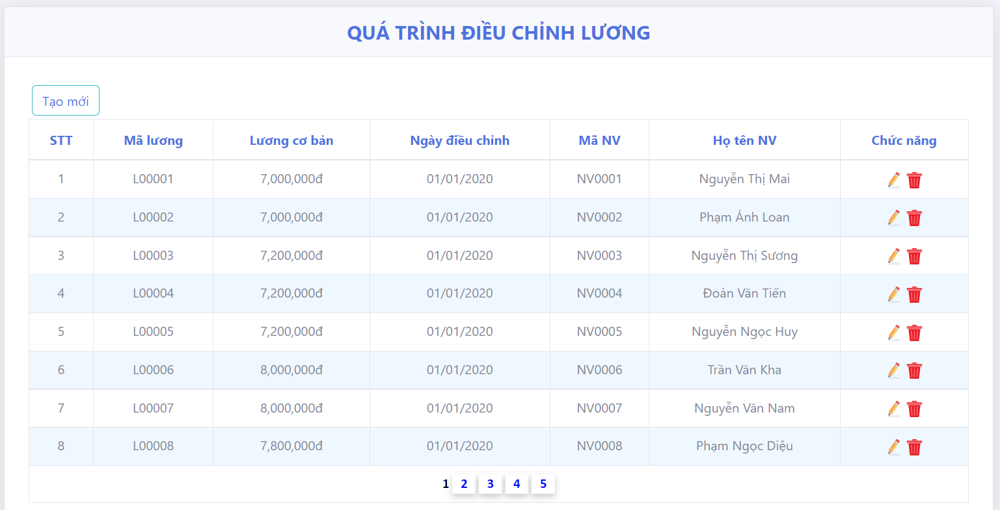 QUÁ TRÌNH ĐIỀU CHỈNH LƯƠNG
Tạo mới
STT Mã lương Lương cơ bản Ngày điều chỉnh Mã NV Họ tên NV Chức năng
1 L00001 7,000,000đ 01/01/2020 NV0001 Nguyễn Thị Mai
2 L00002 7,000,000đ 01/01/2020 NV0002 Phạm Ánh Loan
3 L00003 7,200,000đ 01/01/2020 NV0003 Nguyễn Thị Sương
4 L00004 7,200,000đ 01/01/2020 NV0004 Đoàn Văn Tiến
5 L00005 7,200,000đ 01/01/2020 NV0005 Nguyễn Ngọc Huy
6 L00006 8,000,000đ 01/01/2020 NV0006 Trần Văn Kha
7 L00007 8,000,000đ 01/01/2020 NV0007 Nguyễn Văn Nam
8 L00008 7,800,000đ 01/01/2020 NV0008 Phạm Ngọc Diệu
1 2 3 4 5